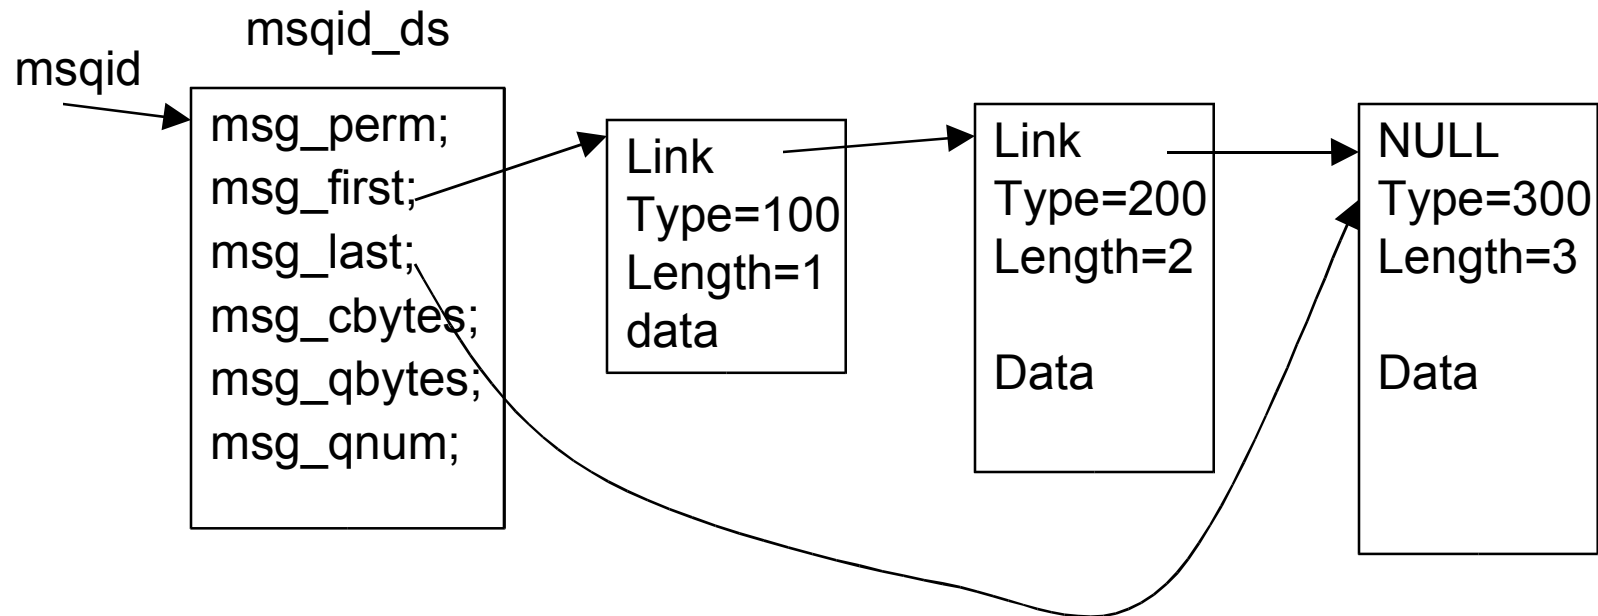 msqid_ds
msqid
msg_perm;
msg_first;
msg_last;
msg_cbytes;
msg_qbytes;
msg_qnum;
Link
Type=100
Length=1
data
Link
Type=200
Length=2
Data
NULL
Type=300
Length=3
Data